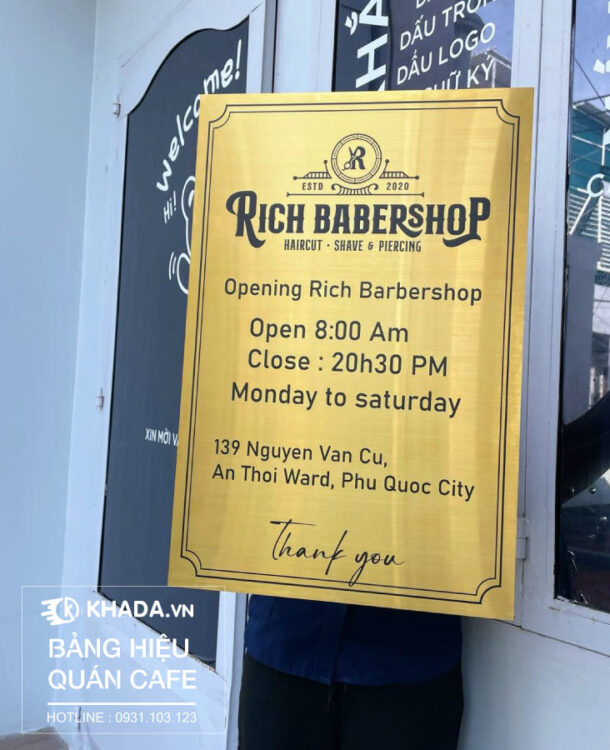 Welcome!
Hi!
DẤU TRÒN
DẤU LOGO
CHỮ KÝ
R
ESTD 2020
RICH BABERSHOP
HAIRCUT · SHAVE & PIERCING
Opening Rich Barbershop
Open 8:00 Am
Close : 20h30 PM
Monday to saturday
139 Nguyen Van Cu,
An Thoi Ward, Phu Quoc City
Thank you
XIN MỜI
KHADA.VN
BẢNG HIỆU
QUÁN CAFE
HOTLINE : 0931.103.123